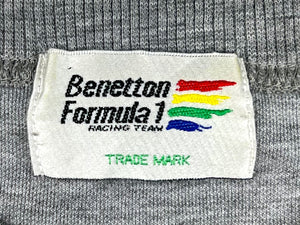 Benetton
Formula 1
RACING TEAM
TRADE MARK